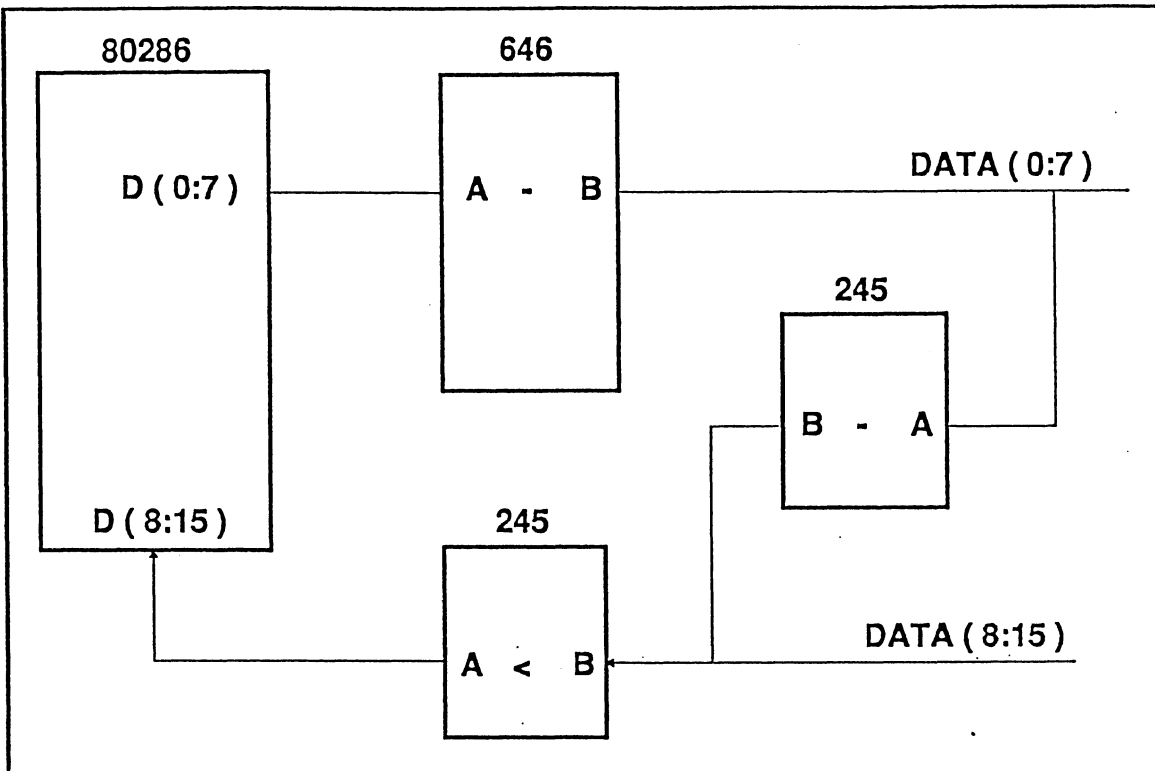 80286
646
D ( 0:7 )
A - B
DATA ( 0:7 )
245
B - A
D ( 8:15 )
245
A < B
DATA ( 8:15 )